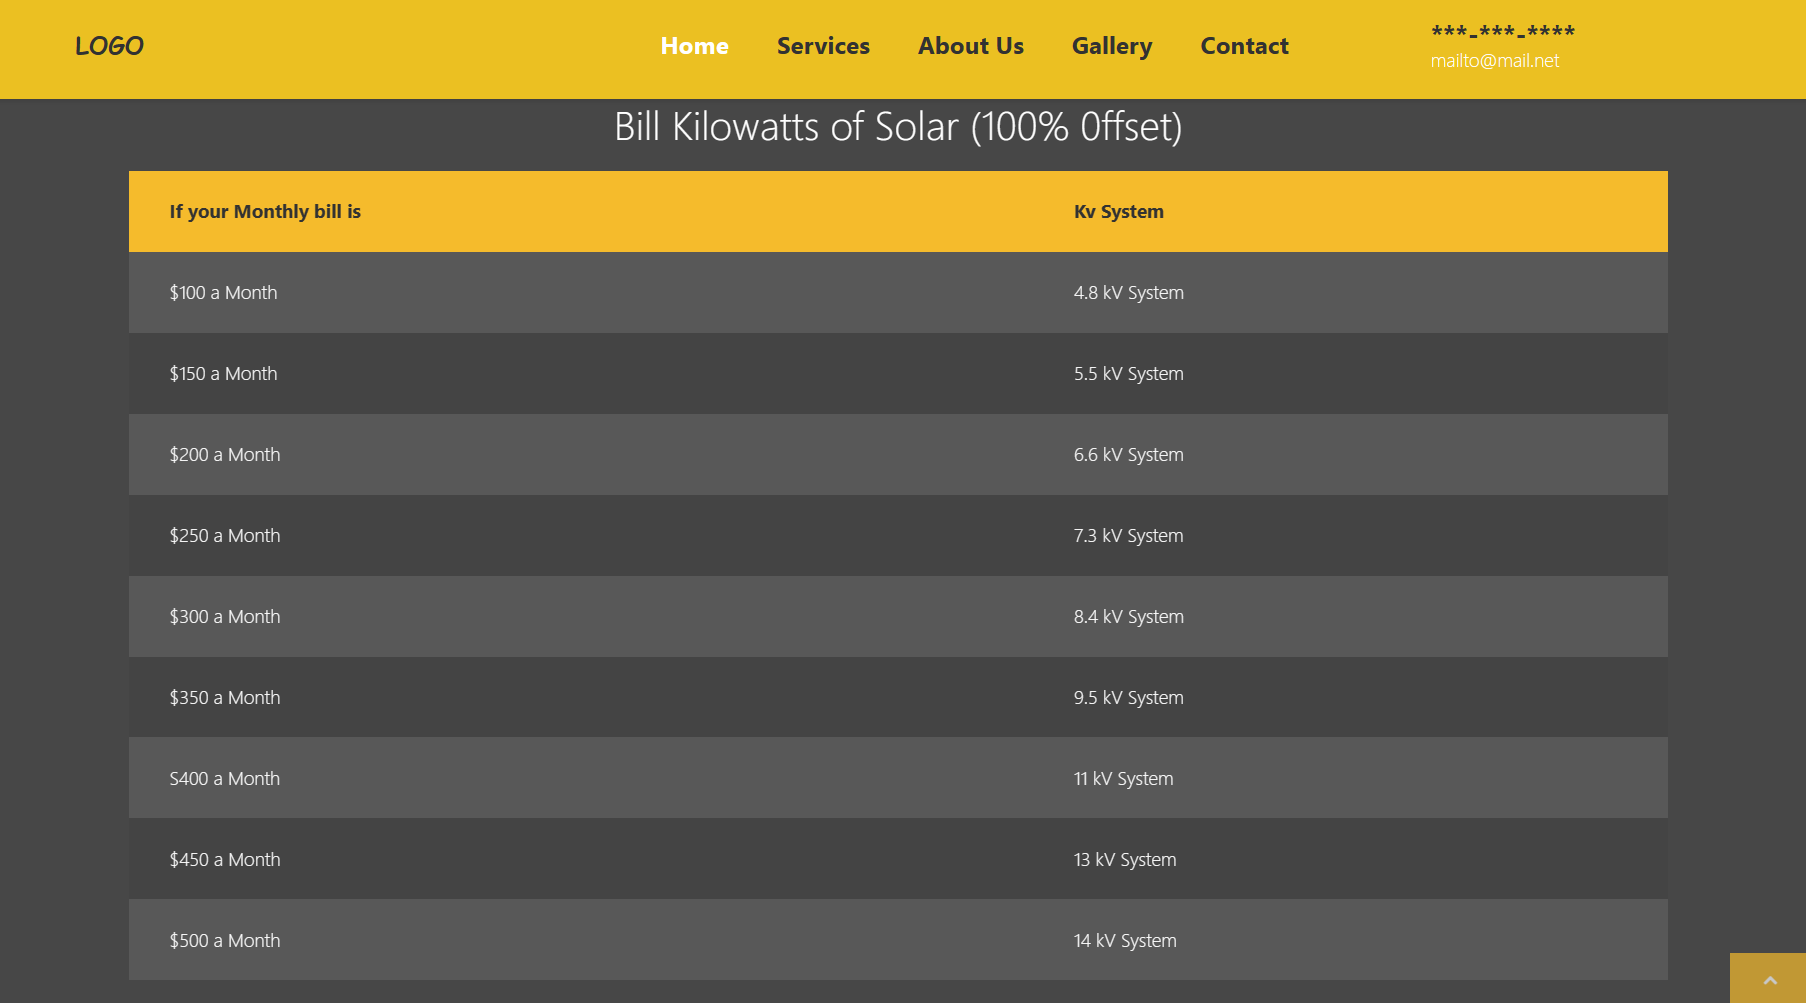 LOGO
Home Services About Us Gallery Contact
***-***-****
mailto@mail.net
Bill Kilowatts of Solar (100% 0ffset)
If your Monthly bill is Kv System
$100 a Month 4.8 kV System
$150 a Month 5.5 kV System
$200 a Month 6.6 kV System
$250 a Month 7.3 kV System
$300 a Month 8.4 kV System
$350 a Month 9.5 kV System
S400 a Month 11 kV System
$450 a Month 13 kV System
$500 a Month 14 kV System